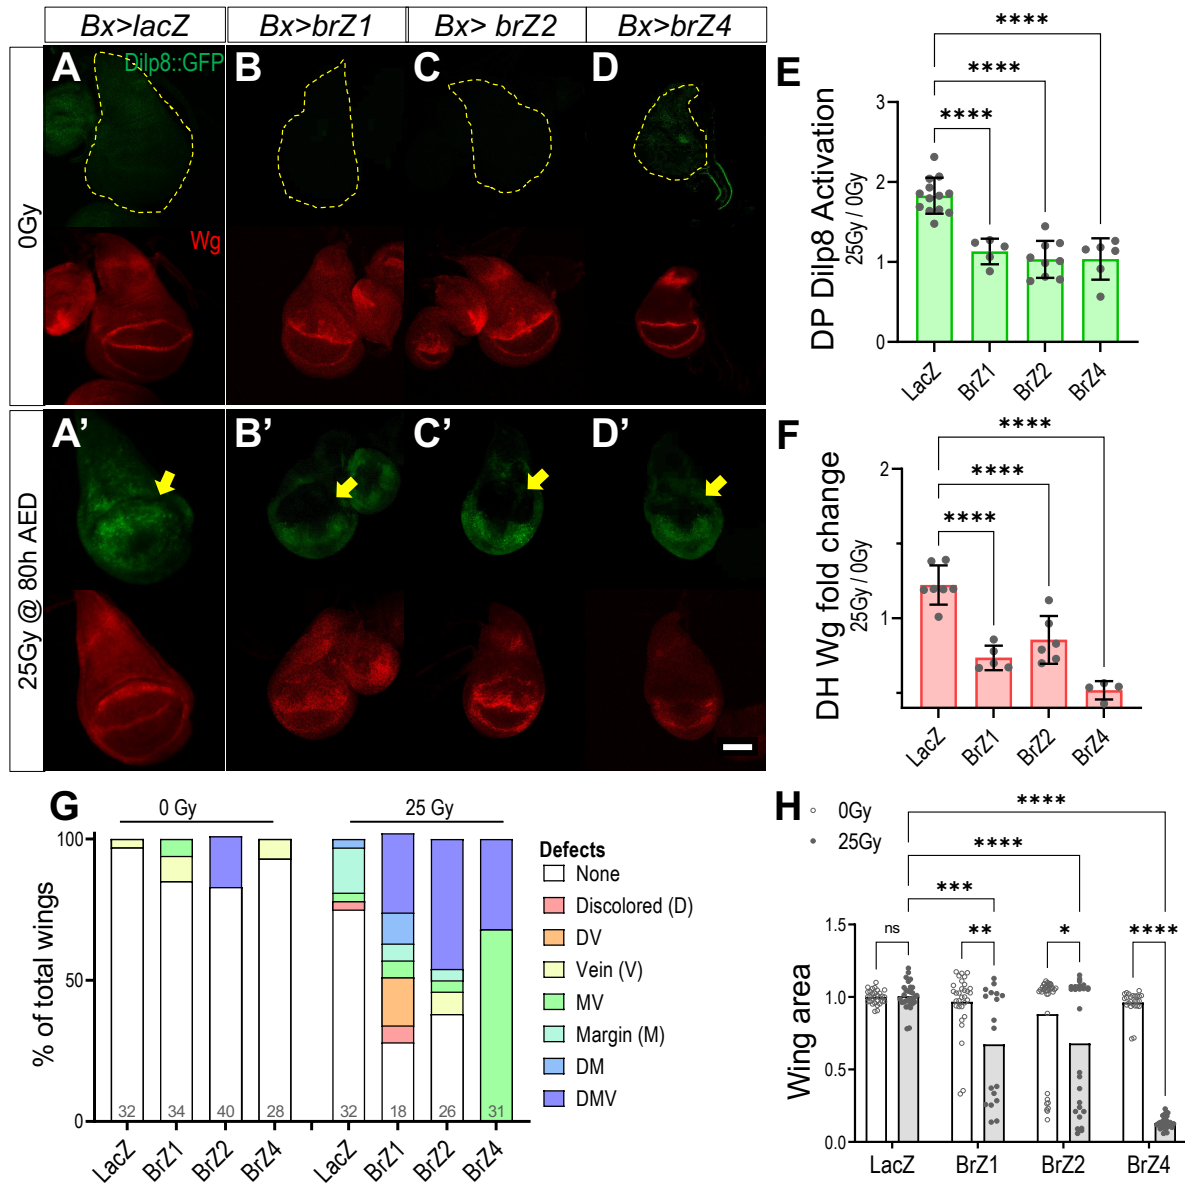 Bx>lacZ
Bx>brZ1
Bx> brZ2
Bx>brZ4
0Gy
25Gy @ 80h AED
A
Dilp8::GFP
B
C
D
Wg
A’
B’
C’
D’
E
DP Dilp8 Activation
25Gy / 0Gy
****
****
****
3
2
1
0
LacZ
BrZ1
BrZ2
BrZ4
F
DH Wg fold change
25Gy / 0Gy
****
****
****
2
1
LacZ
BrZ1
BrZ2
BrZ4
G
0 Gy
25 Gy
% of total wings
100
50
0
32
34
40
28
32
18
26
31
LacZ
BrZ1
BrZ2
BrZ4
LacZ
BrZ1
BrZ2
BrZ4
Defects
None
Discolored (D)
DV
Vein (V)
MV
Margin (M)
DM
DMV
H
0Gy
25Gy
****
****
***
ns
**
*
****
Wing area
1.5
1.0
0.5
0.0
LacZ
BrZ1
BrZ2
BrZ4